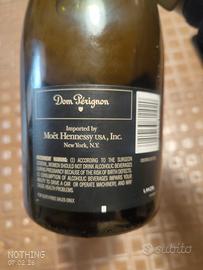 Dom Pérignon
Imported by
Moët Hennessy USA, Inc.
New York, N.Y.
GOVERNMENT WARNING: (1) ACCORDING TO THE SURGEON
GENERAL, WOMEN SHOULD NOT DRINK ALCOHOLIC BEVERAGES
DURING PREGNANCY BECAUSE OF THE RISK OF BIRTH DEFECTS.
(2) CONSUMPTION OF ALCOHOLIC BEVERAGES IMPAIRS YOUR
ABILITY TO DRIVE A CAR OR OPERATE MACHINERY, AND MAY
CAUSE HEALTH PROBLEMS.
NOTHING
subito